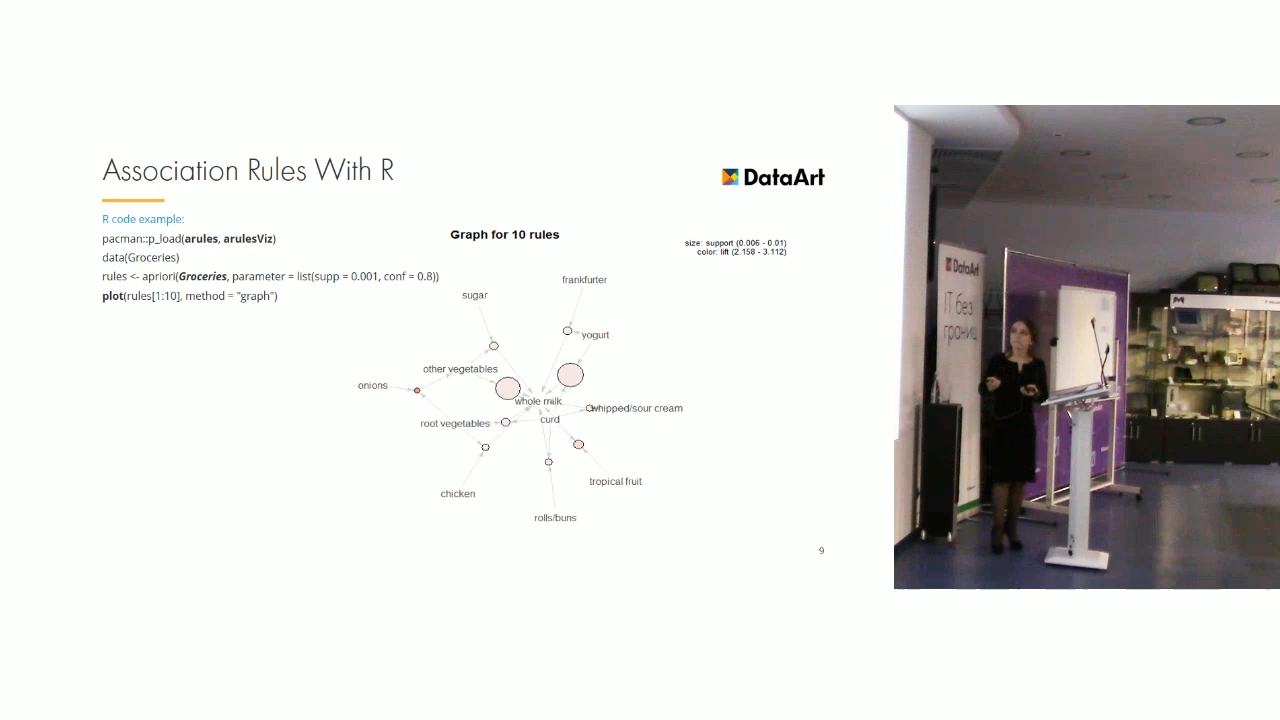 Association Rules With R
DataArt
R code example:
pacman::p_load(arules, arulesViz)
data(Groceries)
rules <- apriori(Groceries, parameter = list(supp = 0.001, conf = 0.8))
plot(rules[1:10], method = "graph")
Graph for 10 rules
size: support (0.006 - 0.01)
color: lift (2.158 - 3.112)
frankfurter
sugar
yogurt
other vegetables
onions
whole milk
whipped/sour cream
curd
root vegetables
tropical fruit
chicken
rolls/buns
9
DataArt
IT без
границ